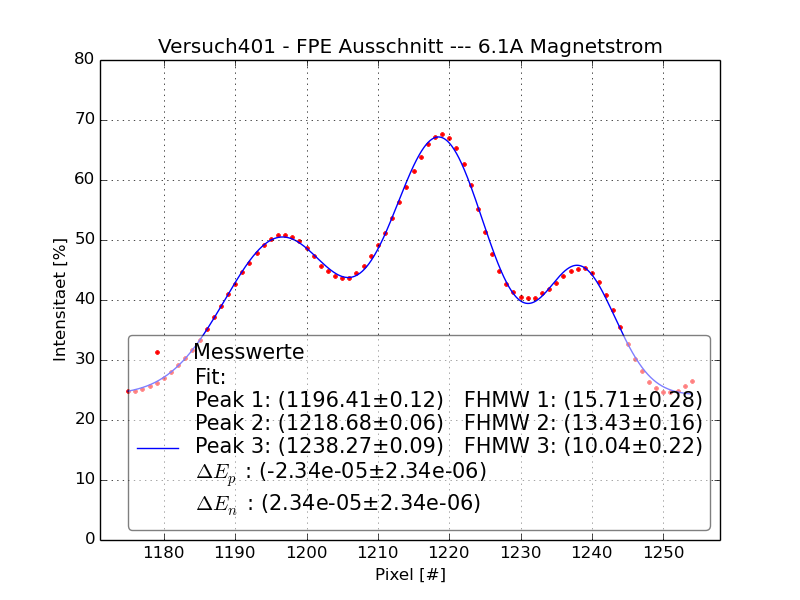 Versuch401 - FPE Ausschnitt --- 6.1A Magnetstrom
80
70
60
50
40
30
20
10
0
Intensitaet [%]
Messwerte
Fit:
Peak 1: (1196.41±0.12) FHMW 1: (15.71±0.28)
Peak 2: (1218.68±0.06) FHMW 2: (13.43±0.16)
Peak 3: (1238.27±0.09) FHMW 3: (10.04±0.22)
ΔE_p : (-2.34e-05±2.34e-06)
ΔE_n : (2.34e-05±2.34e-06)
1180 1190 1200 1210 1220 1230 1240 1250
Pixel [#]